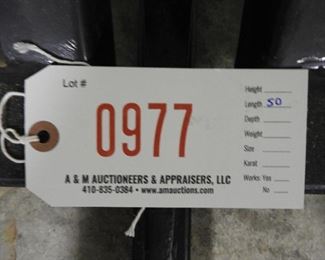 Lot #
0977
A & M AUCTIONEERS & APPRAISERS, LLC
410-835-0384 • www.amauctions.com
Height
Length 50
Depth
Weight
Size
Karat
Works: Yes
No